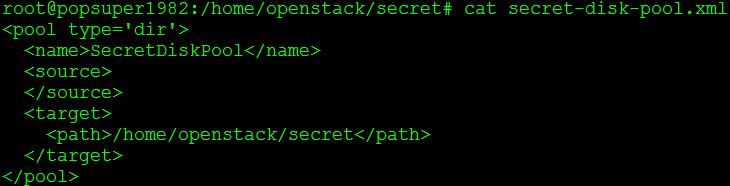 root@popsuper1982:/home/openstack/secret# cat secret-disk-pool.xml
<pool type='dir'>
  <name>SecretDiskPool</name>
  <source>
  </source>
  <target>
    <path>/home/openstack/secret</path>
  </target>
</pool>